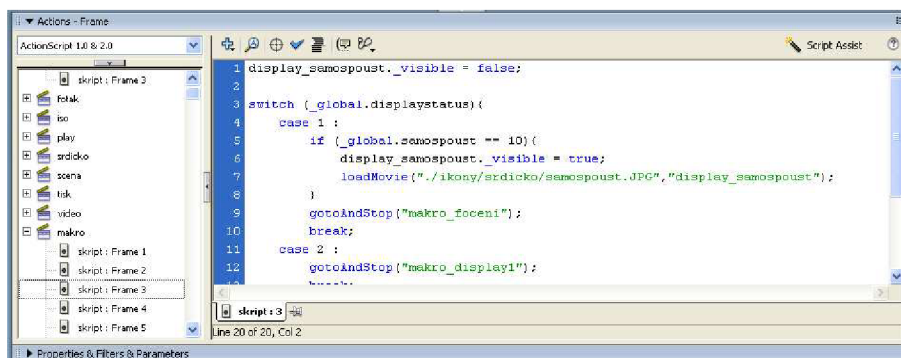 Actions - Frame
ActionScript 1.0 & 2.0
Script Assist
skript : Frame 3
fotak
iso
play
srdicko
scena
tisk
video
makro
skript : Frame 1
skript : Frame 2
skript : Frame 3
skript : Frame 4
skript : Frame 5
1 display_samospoust._visible = false;
2
3 switch (_global.displaystatus){
4 case 1 :
5 if (_global.samospoust == 10){
6 display_samospoust._visible = true;
7 loadMovie("./ikony/srdicko/samospoust.JPG","display_samospoust");
8 }
9 gotoAndStop("makro_foceni");
10 break;
11 case 2 :
12 gotoAndStop("makro_display1");
skript : 3
Line 20 of 20, Col 2
Properties & Filters & Parameters